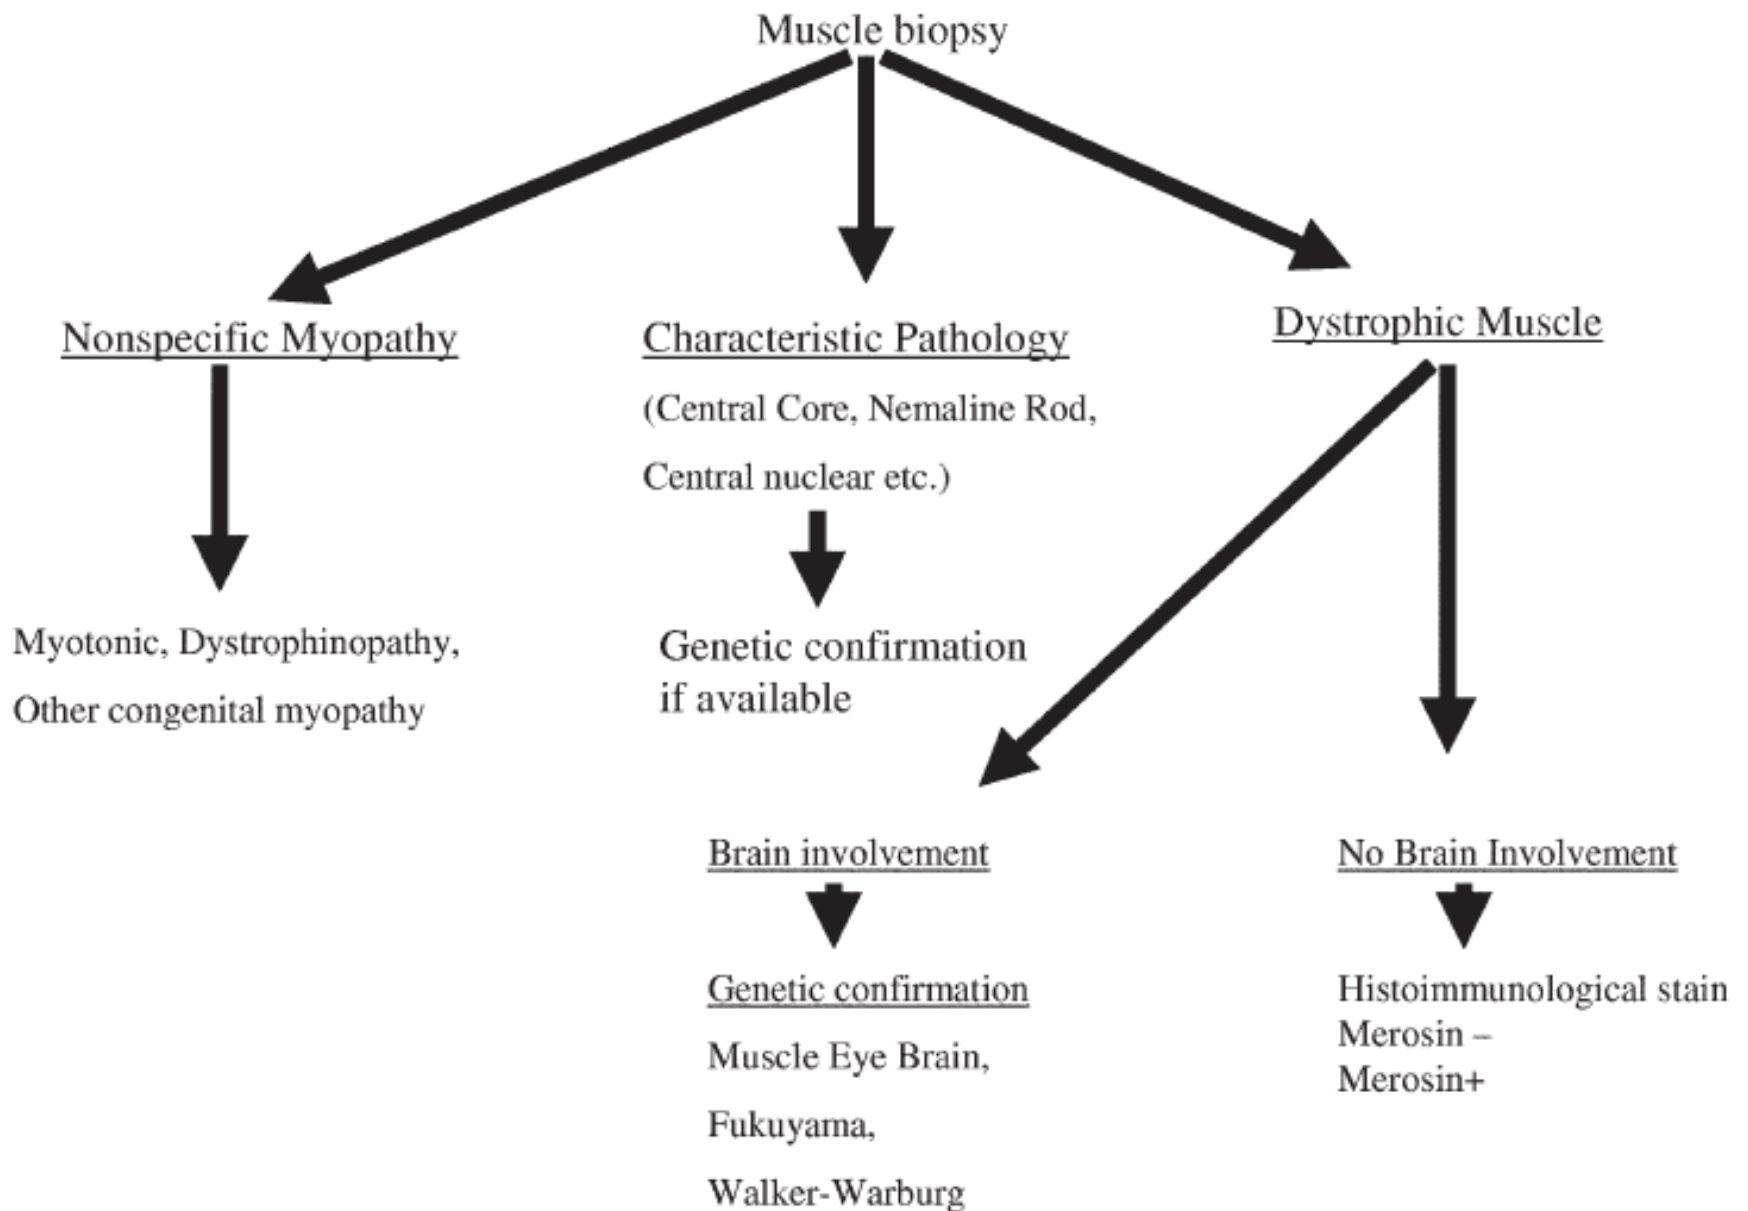 Muscle biopsy
Nonspecific Myopathy
Characteristic Pathology
Dystrophic Muscle
(Central Core, Nemaline Rod,
Central nuclear etc.)
Myotonic, Dystrophinopathy,
Other congenital myopathy
Genetic confirmation
if available
Brain involvement
No Brain Involvement
Genetic confirmation
Muscle Eye Brain,
Fukuyama,
Walker-Warburg
Histoimmunological stain
Merosin –
Merosin+